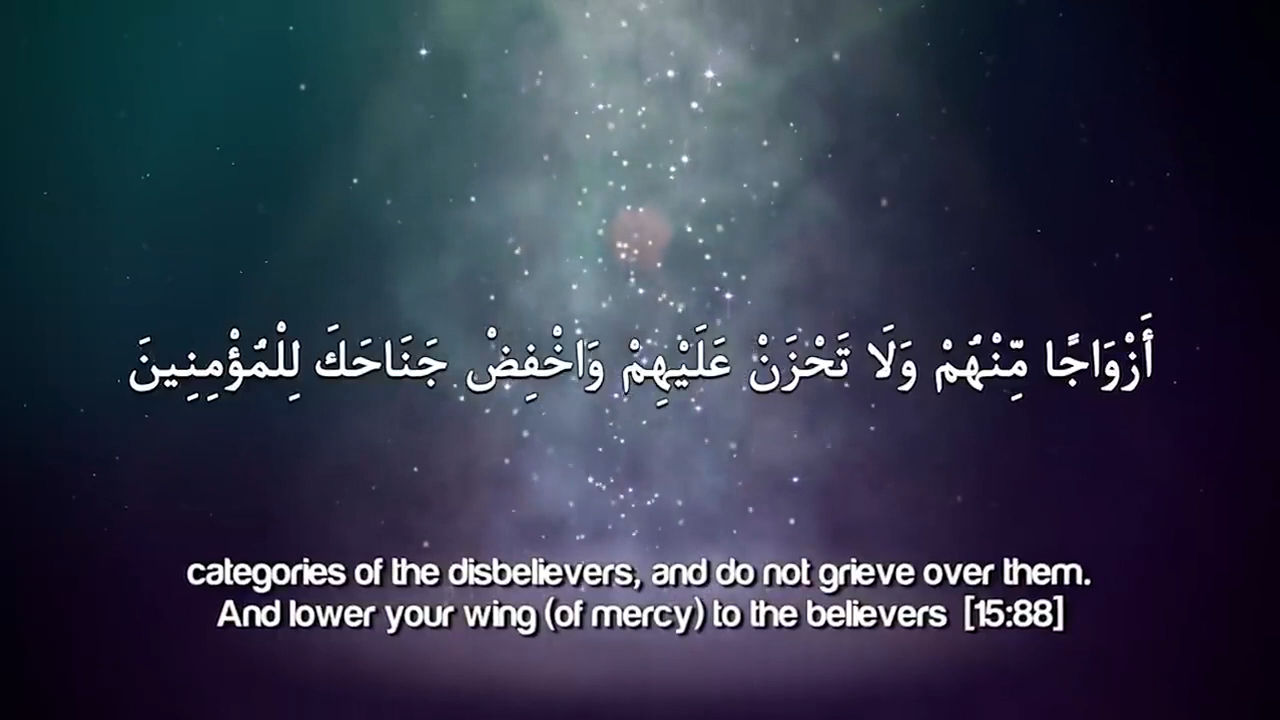 أَزْوَاجًا مِّنْهُمْ وَلَا تَحْزَنْ عَلَيْهِمْ وَاخْفِضْ جَنَاحَكَ لِلْمُؤْمِنِينَ
categories of the disbelievers, and do not grieve over them.
And lower your wing (of mercy) to the believers [15:88]